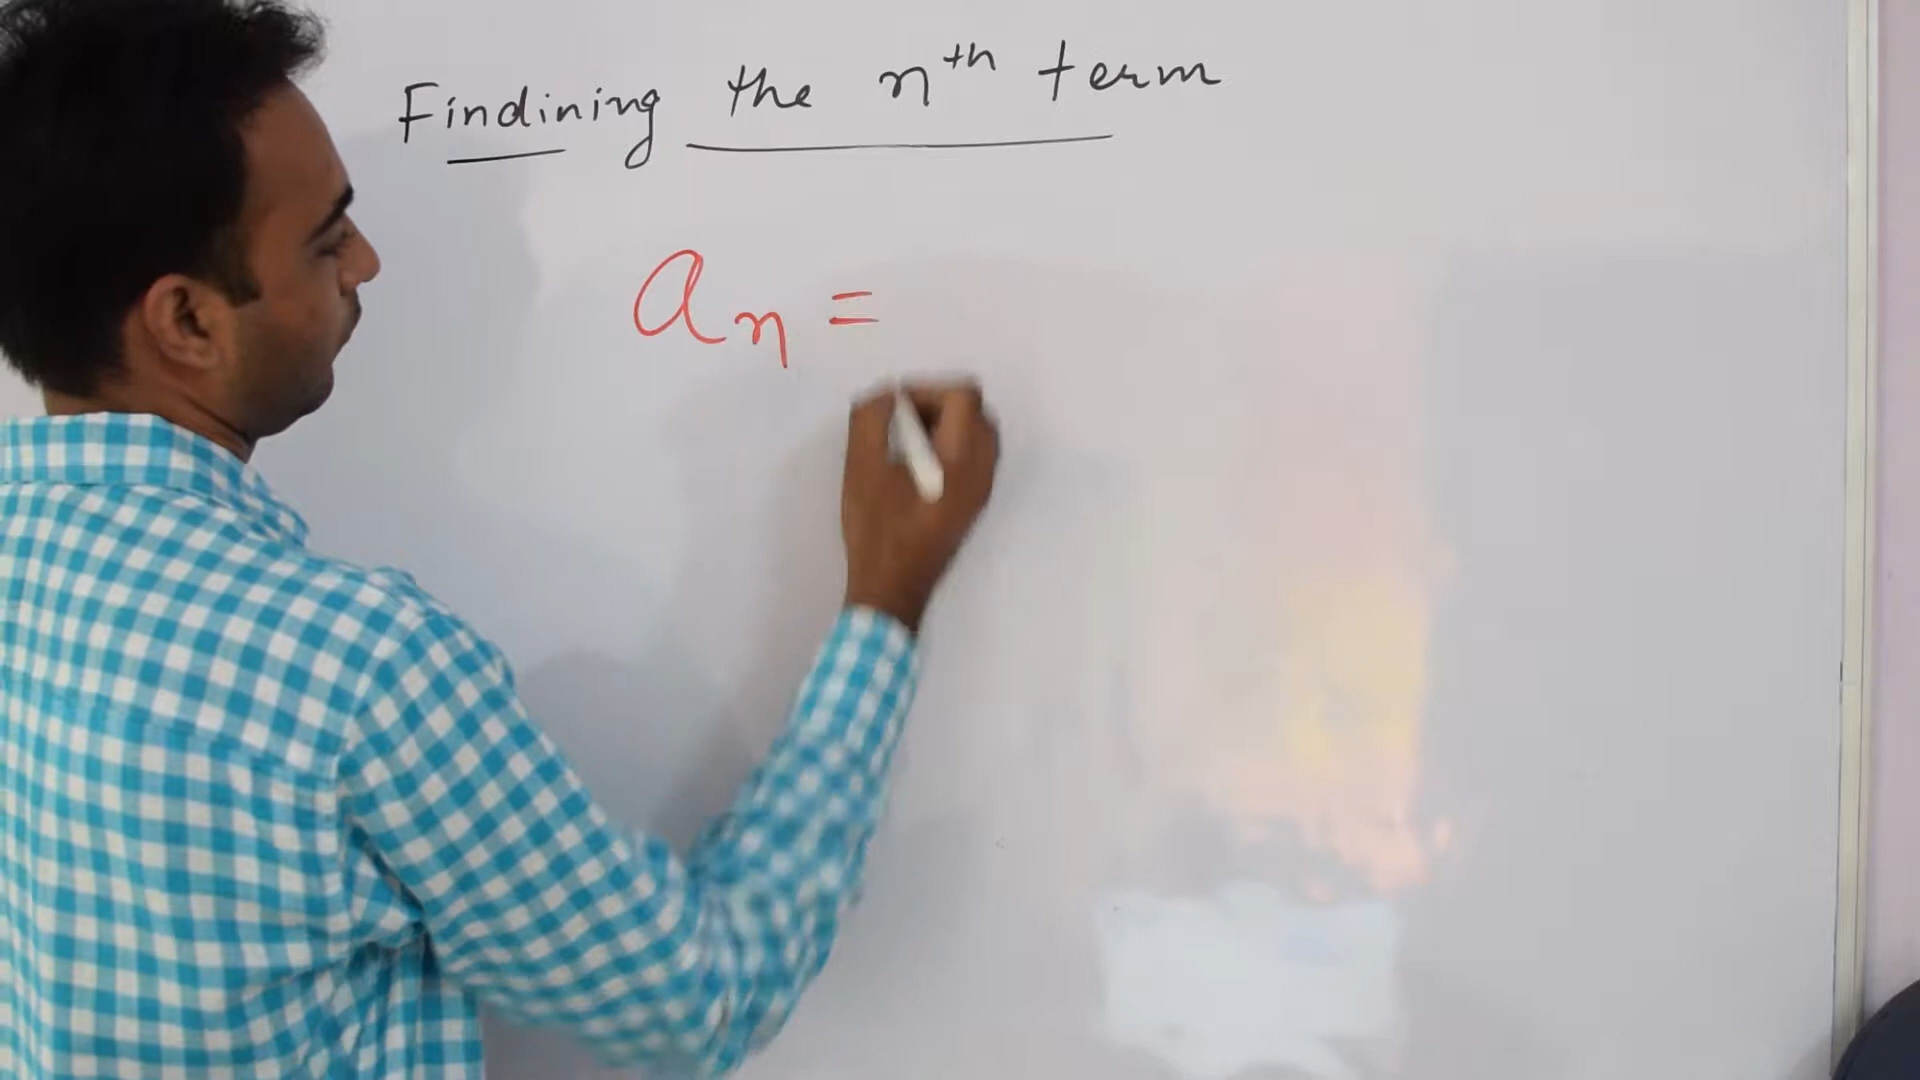 Findining the nth term
an =